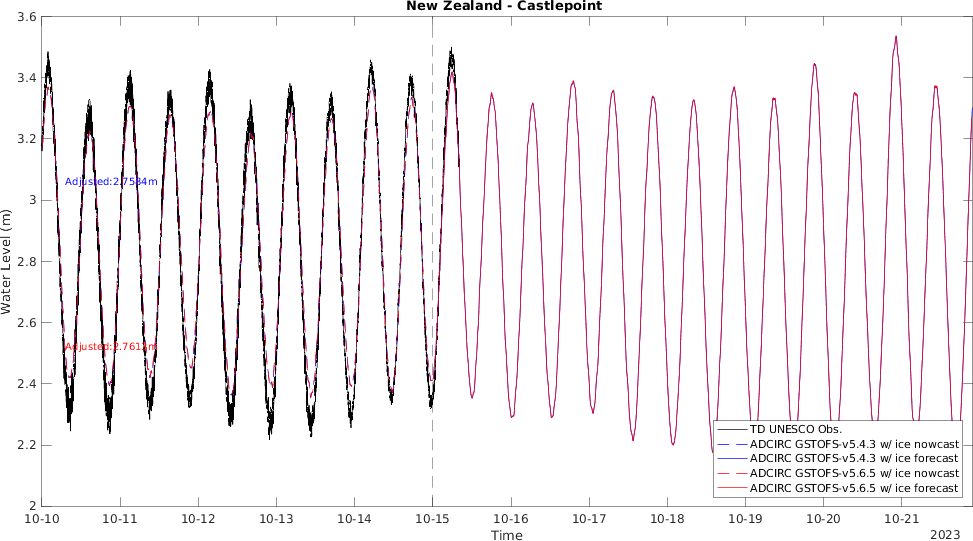 New Zealand - Castlepoint
3.6
3.4
3.2
3
2.8
2.6
2.4
2.2
2
Water Level (m)
Adjusted:2.7584m
TD UNESCO Obs.
ADCIRC GSTOFS-v5.4.3 w/ ice nowcast
ADCIRC GSTOFS-v5.4.3 w/ ice forecast
ADCIRC GSTOFS-v5.6.5 w/ ice nowcast
ADCIRC GSTOFS-v5.6.5 w/ ice forecast
10-10 10-11 10-12 10-13 10-14 10-15 10-16 10-17 10-18 10-19 10-20 10-21
Time
2023